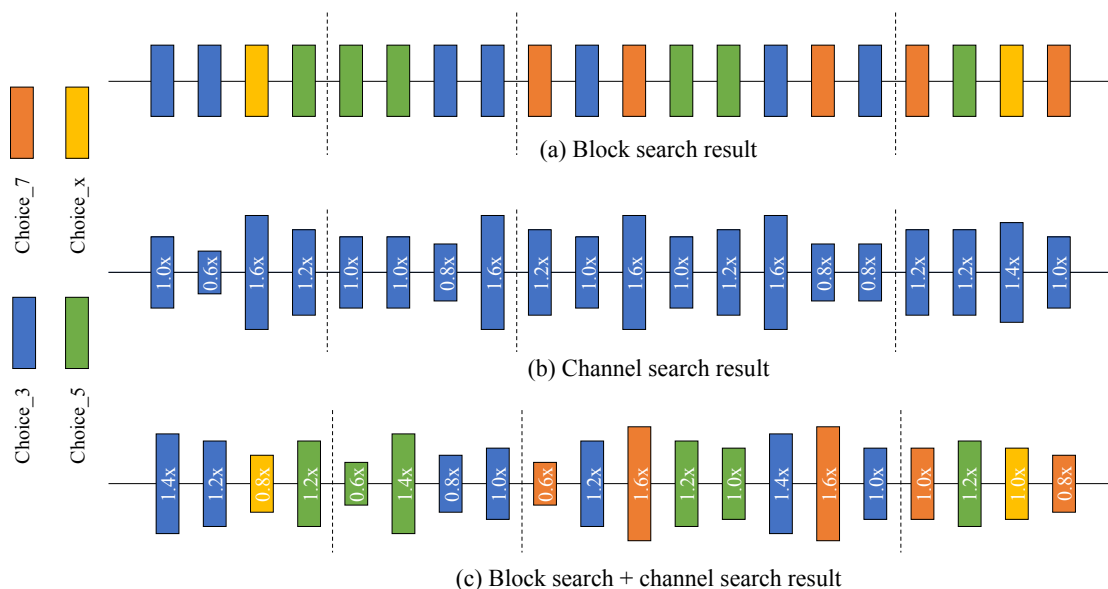 Choice_7
Choice_x
Choice_3
Choice_5
(a) Block search result
1.0x 0.6x 1.6x 1.2x 1.0x 1.0x 0.8x 1.6x 1.2x 1.0x 1.6x 1.0x 1.2x 1.6x 0.8x 0.8x 1.2x 1.2x 1.4x 1.0x
(b) Channel search result
1.4x 1.2x 0.8x 1.2x 0.6x 1.4x 0.8x 1.0x 0.6x 1.2x 1.6x 1.2x 1.0x 1.4x 1.6x 1.0x 1.0x 1.2x 1.0x 0.8x
(c) Block search + channel search result